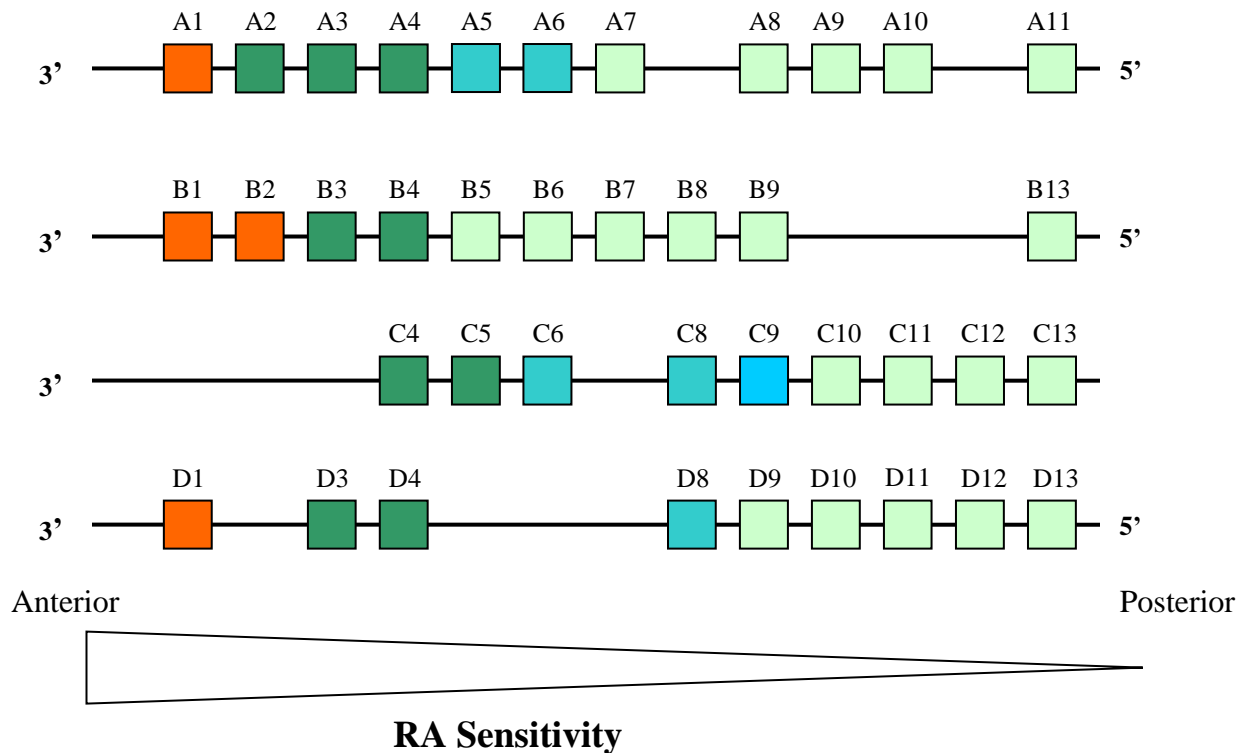 A1 A2 A3 A4 A5 A6 A7 A8 A9 A10 A11
3’ 5’
B1 B2 B3 B4 B5 B6 B7 B8 B9 B13
3’ 5’
C4 C5 C6 C8 C9 C10 C11 C12 C13
3’
D1 D3 D4 D8 D9 D10 D11 D12 D13
3’ 5’
Anterior Posterior
RA Sensitivity